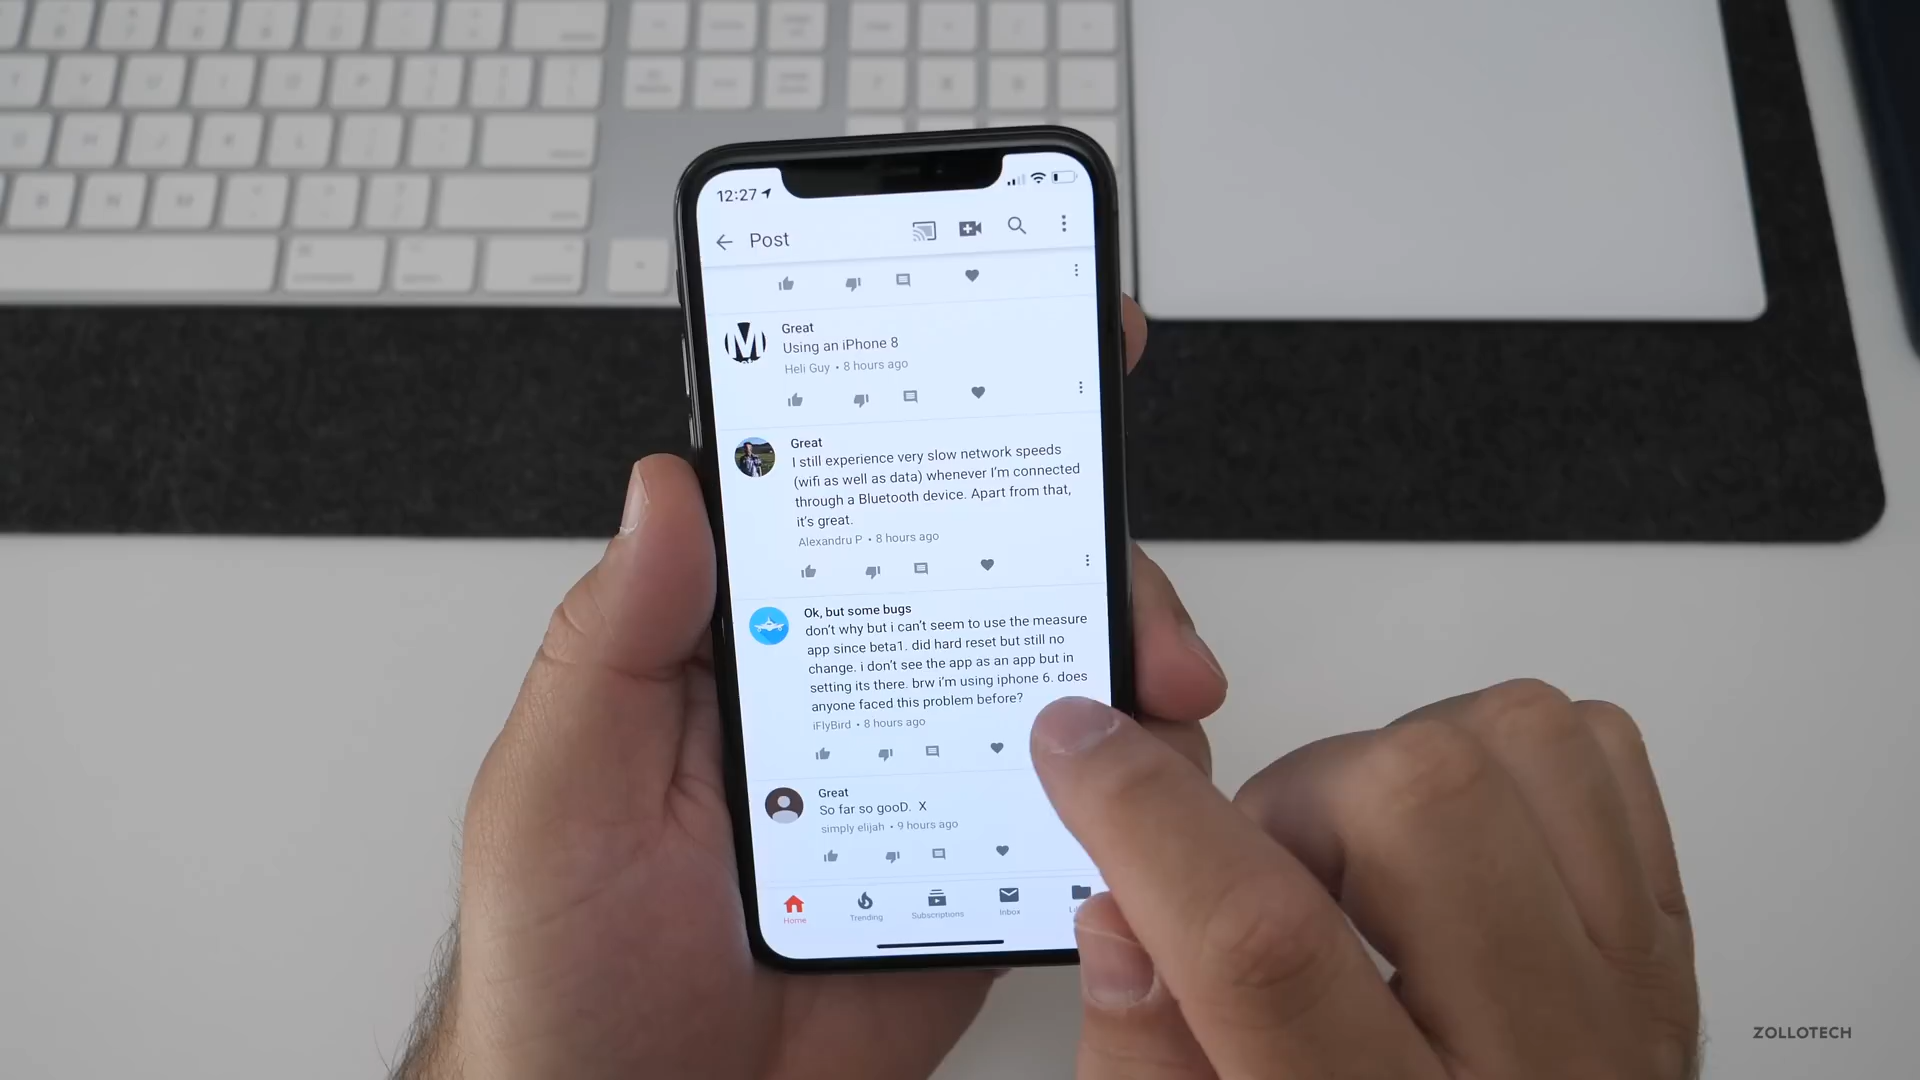 12:27
Post
Great
Using an iPhone 8
Heli Guy • 8 hours ago
Great
I still experience very slow network speeds
(wifi as well as data) whenever I'm connected
through a Bluetooth device. Apart from that,
it's great.
Alexandru P • 8 hours ago
Ok, but some bugs
don't why but i can't seem to use the measure
app since beta1. did hard reset but still no
change. i don't see the app as an app but in
setting its there. brw i'm using iphone 6. does
anyone faced this problem before?
iFlyBird • 8 hours ago
Great
So far so gooD. X
simply elijah • 9 hours ago
Home Trending Subscriptions Inbox
ZOLLOTECH